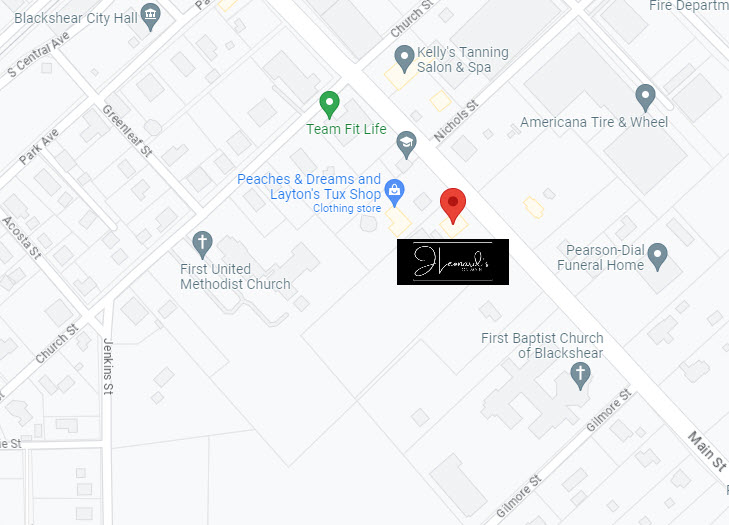 Blackshear City Hall
Pa
Church St
Fire Departm
S Central Ave
Kelly's Tanning
Salon & Spa
Greenleaf St
Nichols St
Team Fit Life
Americana Tire & Wheel
Park Ave
Peaches & Dreams and
Layton's Tux Shop
Clothing store
Acosta St
First United
Methodist Church
JLeonard's
Pearson-Dial
Funeral Home
Church St
Jenkins St
First Baptist Church
of Blackshear
Gilmore St
Main St
ne St
Gilmore St